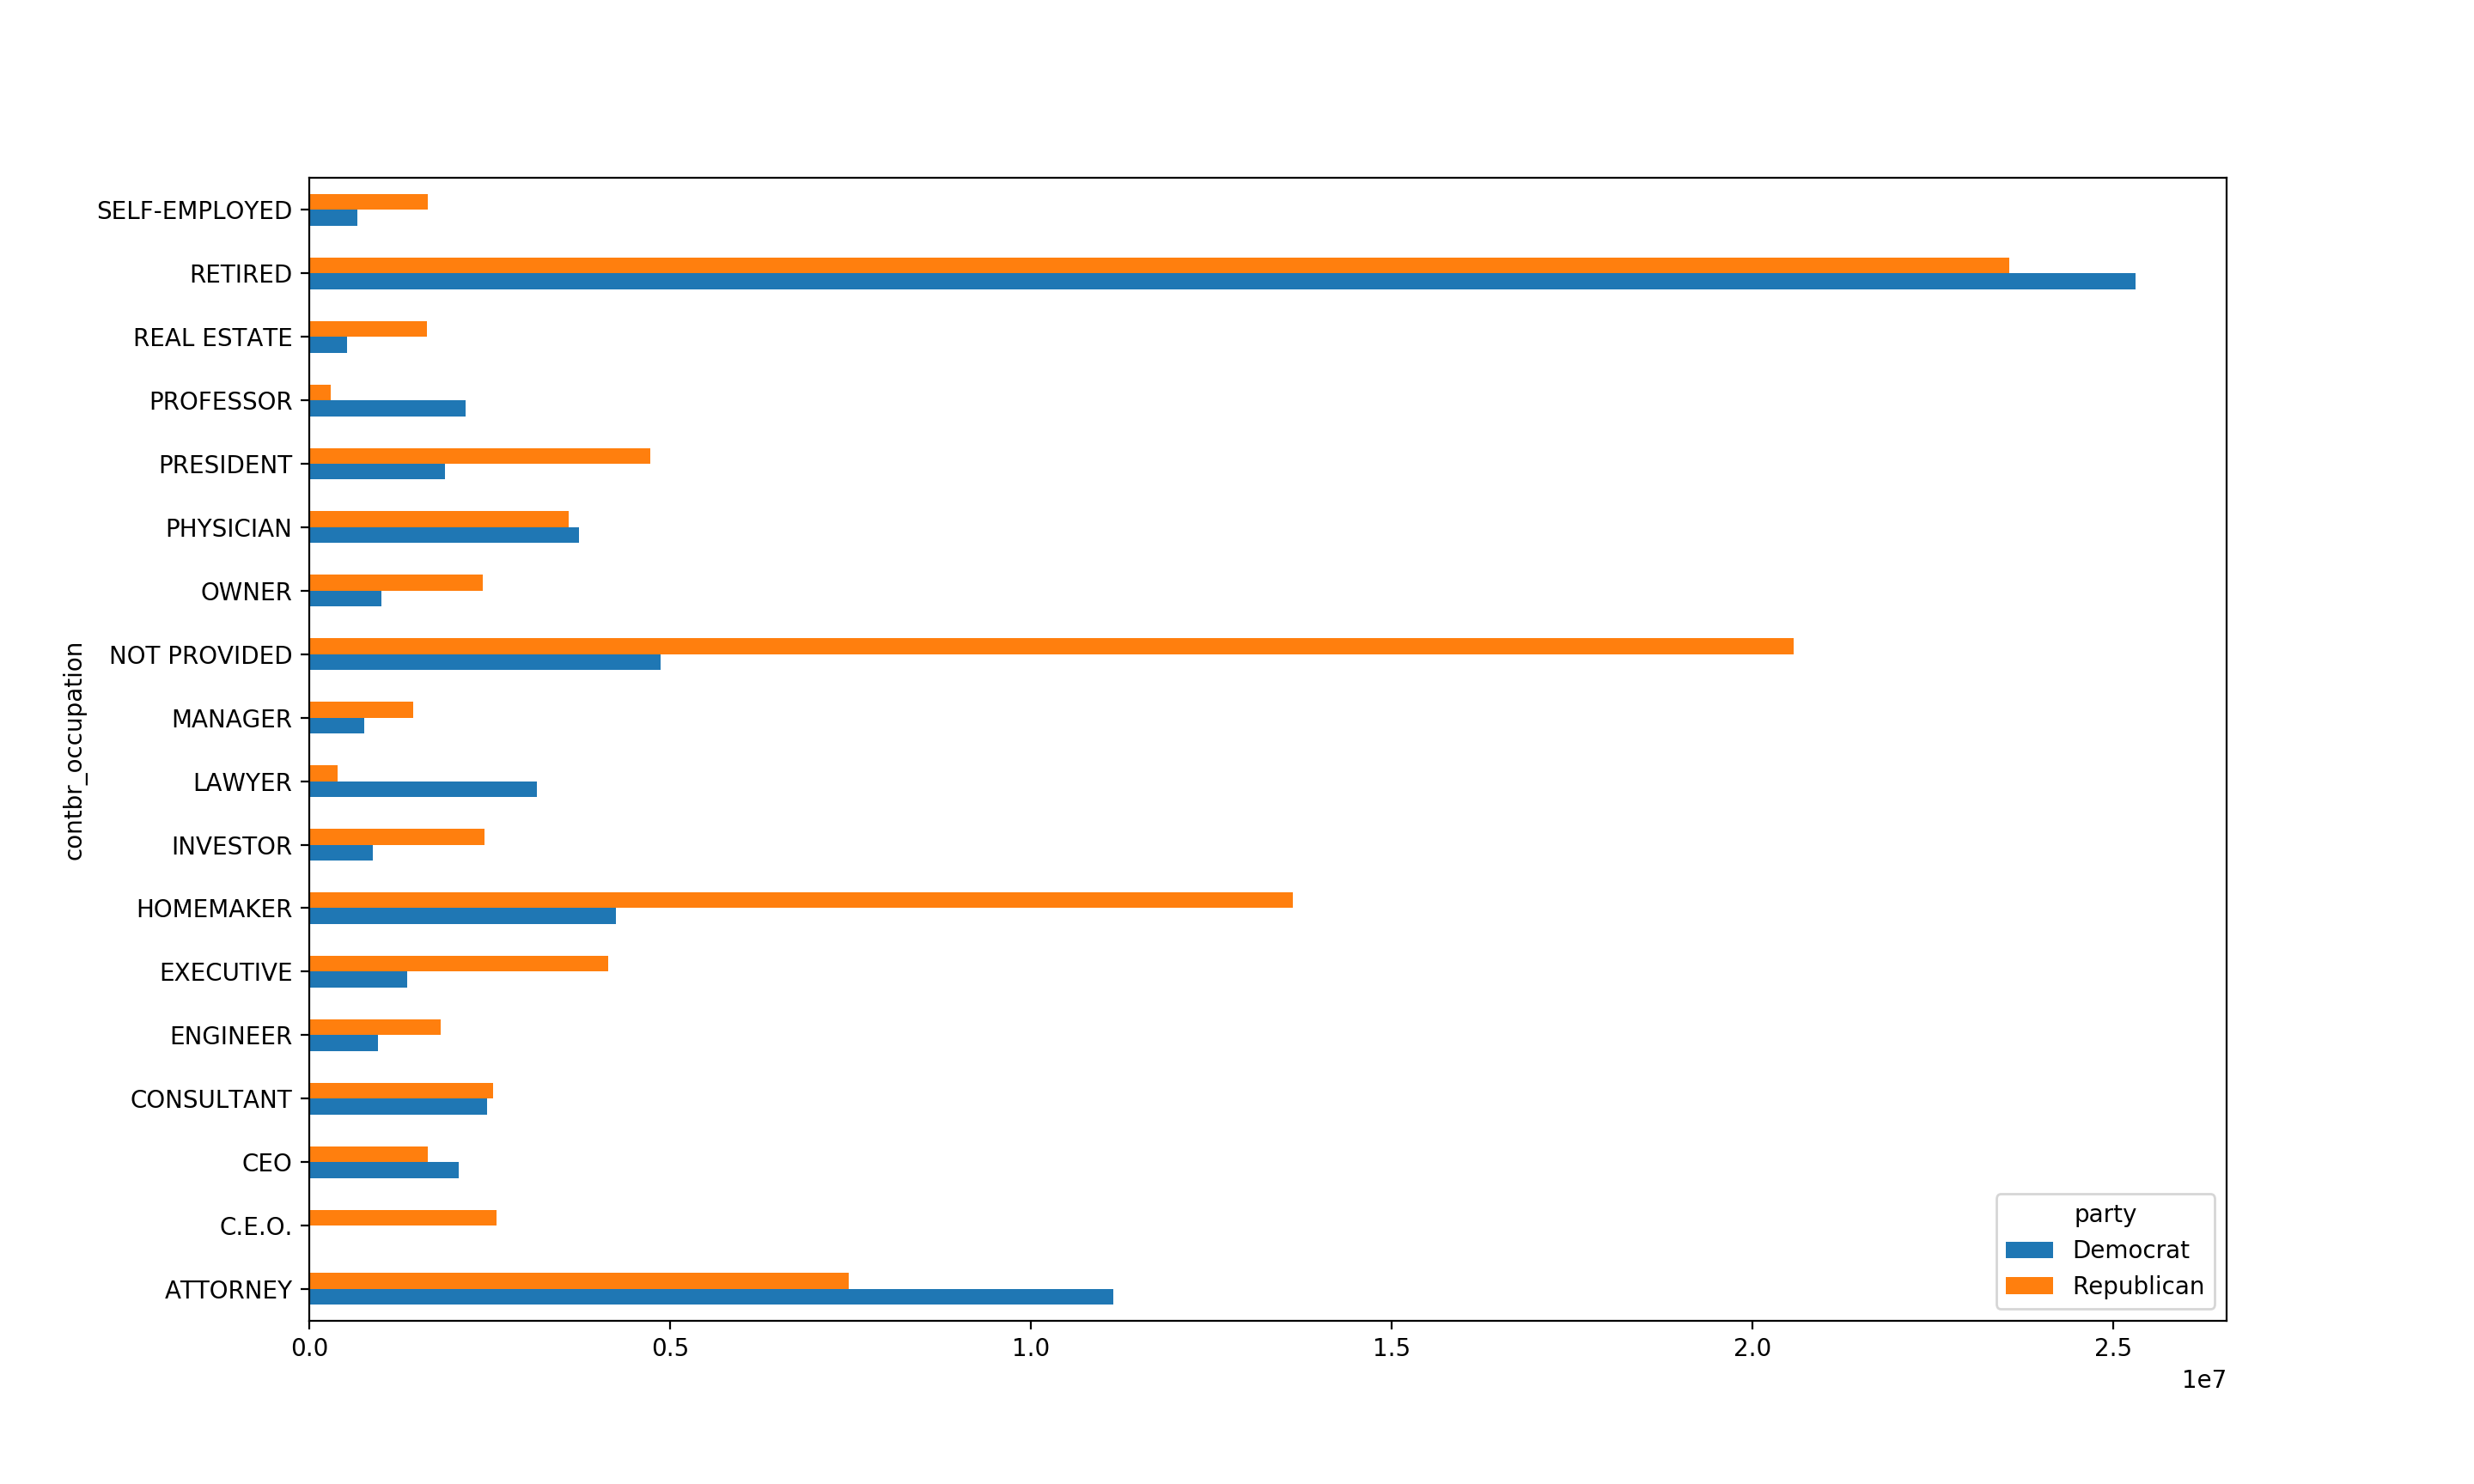 SELF-EMPLOYED
RETIRED
REAL ESTATE
PROFESSOR
PRESIDENT
PHYSICIAN
OWNER
NOT PROVIDED
MANAGER
LAWYER
INVESTOR
HOMEMAKER
EXECUTIVE
ENGINEER
CONSULTANT
CEO
C.E.O.
ATTORNEY
contbr_occupation
party
Democrat
Republican
0.0 0.5 1.0 1.5 2.0 2.5
1e7